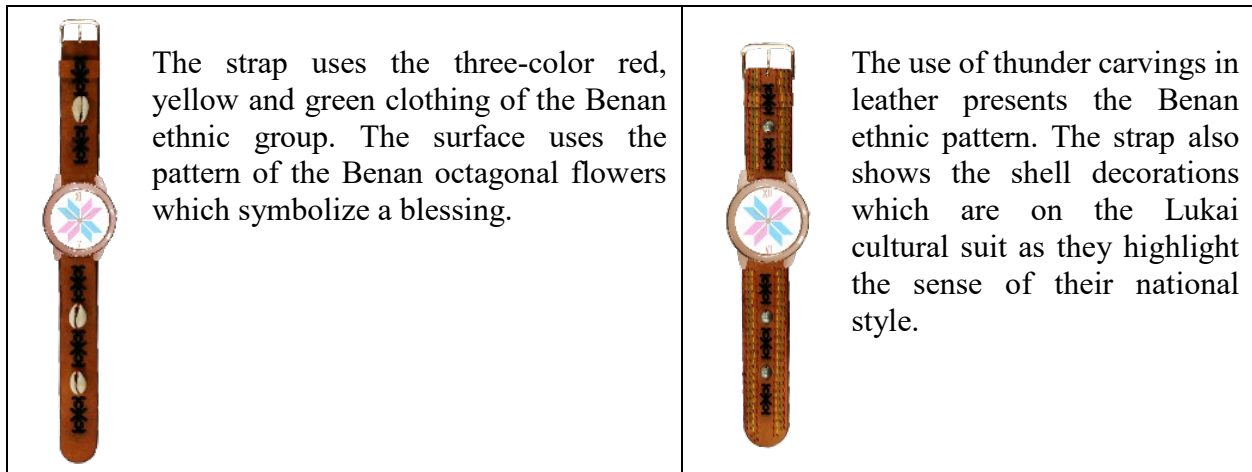 The strap uses the three-color red,
yellow and green clothing of the Benan
ethnic group. The surface uses the
pattern of the Benan octagonal flowers
which symbolize a blessing.
The use of thunder carvings in
leather presents the Benan
ethnic pattern. The strap also
shows the shell decorations
which are on the Lukai
cultural suit as they highlight
the sense of their national
style.